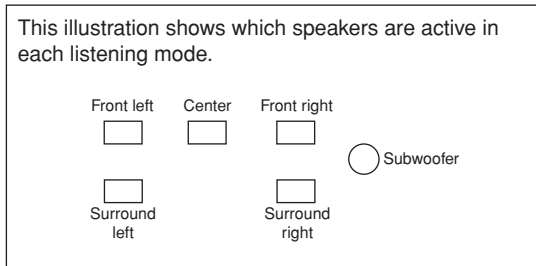 This illustration shows which speakers are active in
each listening mode.
Front left Center Front right
Subwoofer
Surround left Surround right